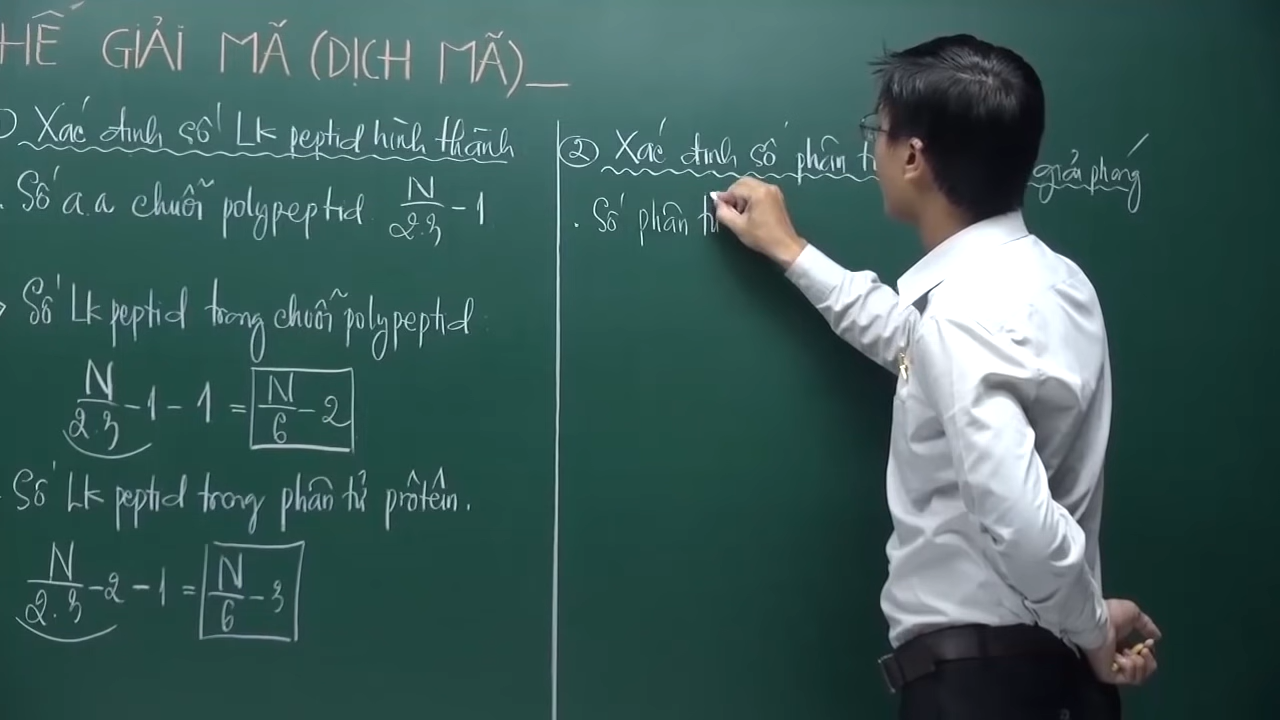 HẾ GIẢI MÃ (DỊCH MÃ)_
) Xác định số Lk peptid hình thành
. Số a.a chuỗi polypeptid N/2.3 - 1
Số Lk peptid trong chuỗi polypeptid
N/2.3 - 1 - 1 = N/6 - 2
- Số Lk peptid trong phân tử prôtêin.
N/2.3 - 2 - 1 = N/6 - 3
② Xác định số phân t giải phóng
. Số phân tử